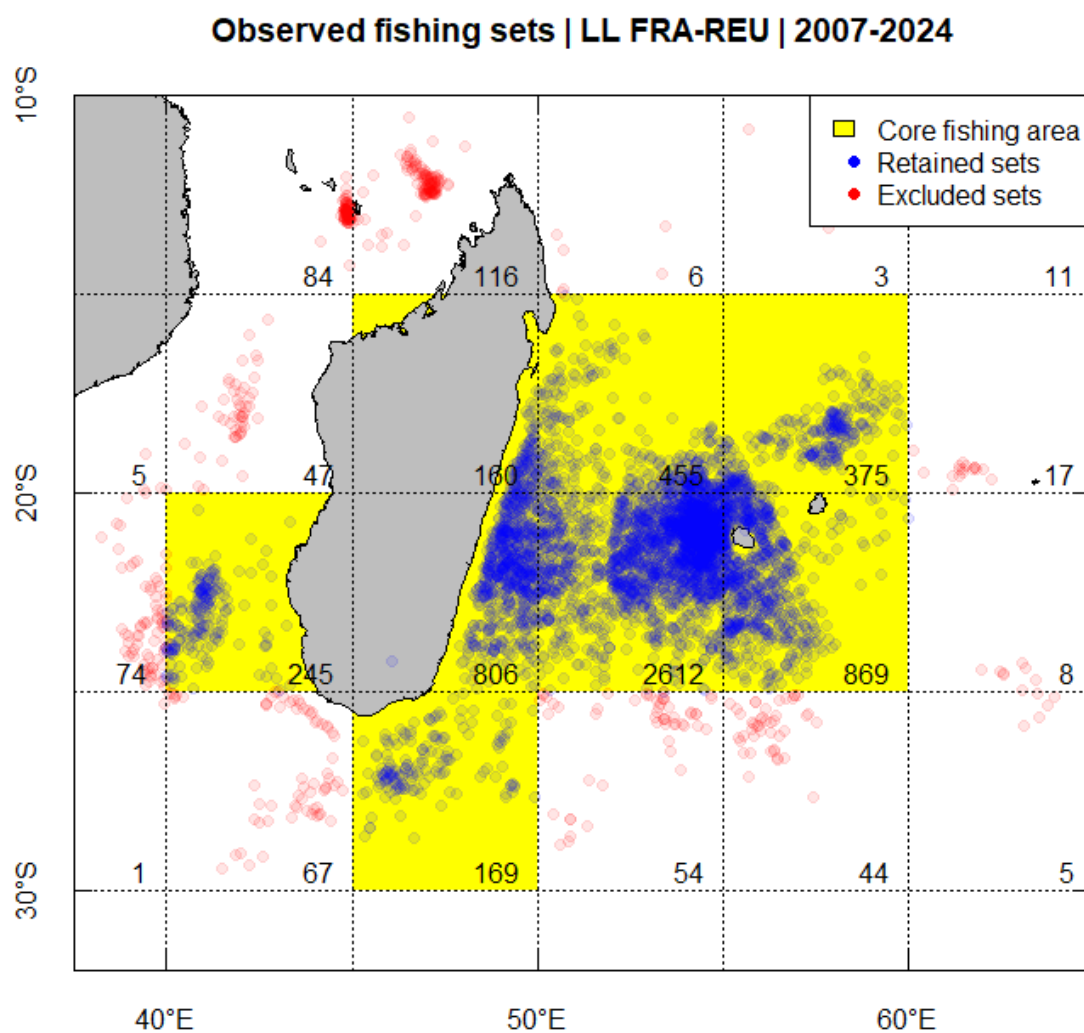 Observed fishing sets | LL FRA-REU | 2007-2024
10°S
Core fishing area
Retained sets
Excluded sets
84 116 6 3 11
5 47 160 455 375 17
20°S
74 245 806 2612 869 8
1 67 169 54 44 5
30°S
40°E 50°E 60°E